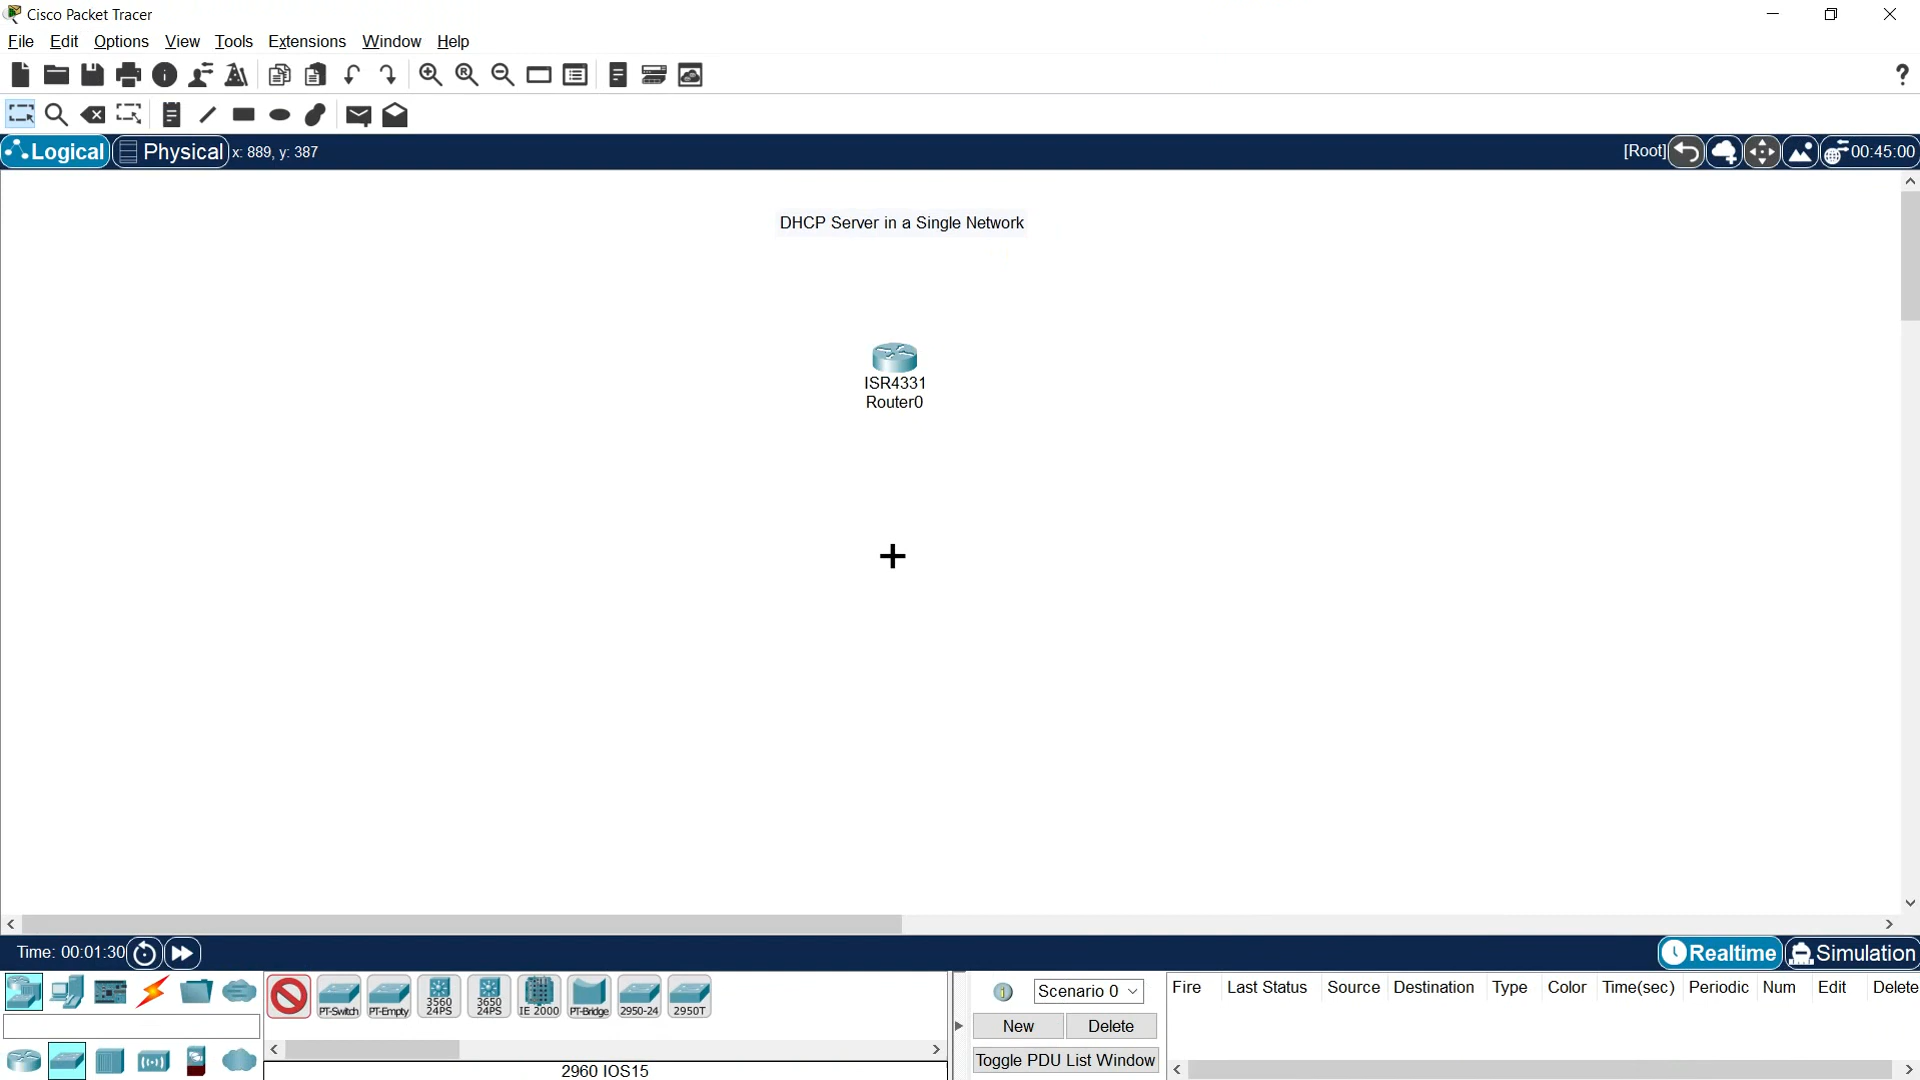 Cisco Packet Tracer
File Edit Options View Tools Extensions Window Help
?
Logical Physical x: 889, y: 387 [Root] 00:45:00
DHCP Server in a Single Network
ISR4331
Router0
Time: 00:01:30 Realtime Simulation
PT-Switch PT-Empty 3560 24PS 3650 24PS IE 2000 PT-Bridge 2950-24 2950T
2960 IOS15
Scenario 0
New Delete
Toggle PDU List Window
Fire Last Status Source Destination Type Color Time(sec) Periodic Num Edit Delete